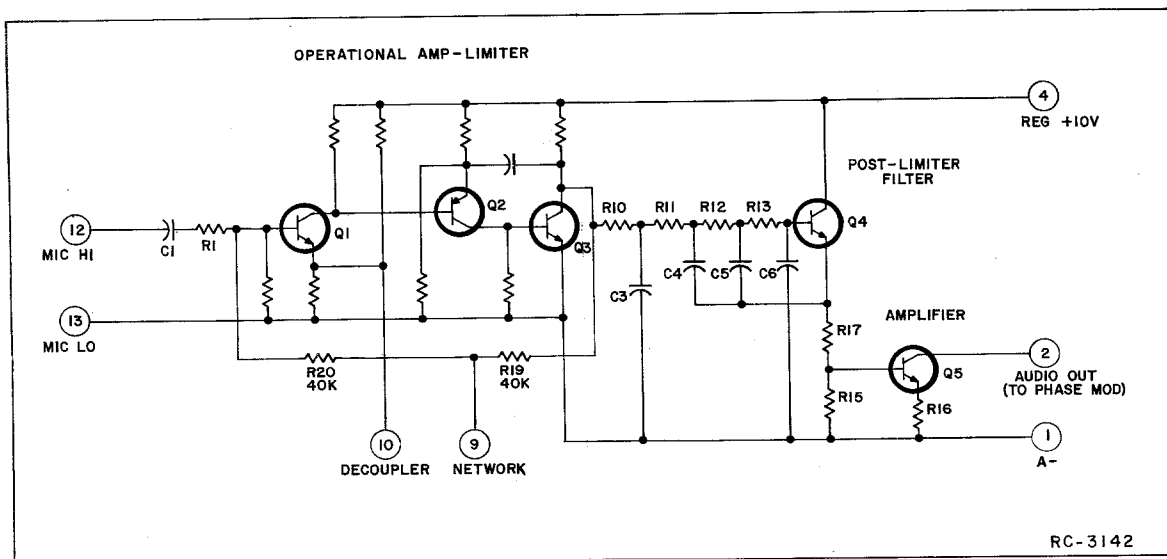 OPERATIONAL AMP-LIMITER
4
REG +10V
POST-LIMITER
FILTER
12
MIC HI
C1
R1
Q1
Q2
Q3
R10
R11
R12
R13
Q4
C3
C4
C5
C6
13
MIC LO
R20
40K
R19
40K
R17
AMPLIFIER
Q5
2
AUDIO OUT
(TO PHASE MOD)
R15
R16
10
DECOUPLER
9
NETWORK
1
A-
RC-3142